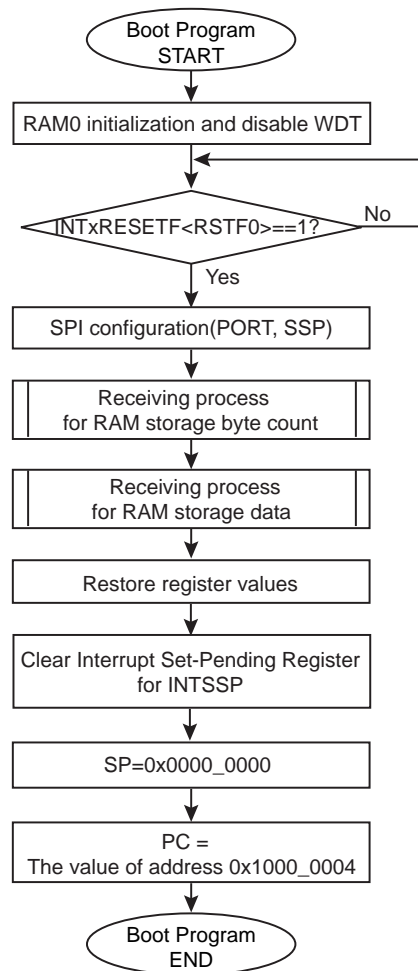 Boot Program
START
RAM0 initialization and disable WDT
INTxRESETF<RSTF0>==1?
No
Yes
SPI configuration(PORT, SSP)
Receiving process
for RAM storage byte count
Receiving process
for RAM storage data
Restore register values
Clear Interrupt Set-Pending Register
for INTSSP
SP=0x0000_0000
PC =
The value of address 0x1000_0004
Boot Program
END